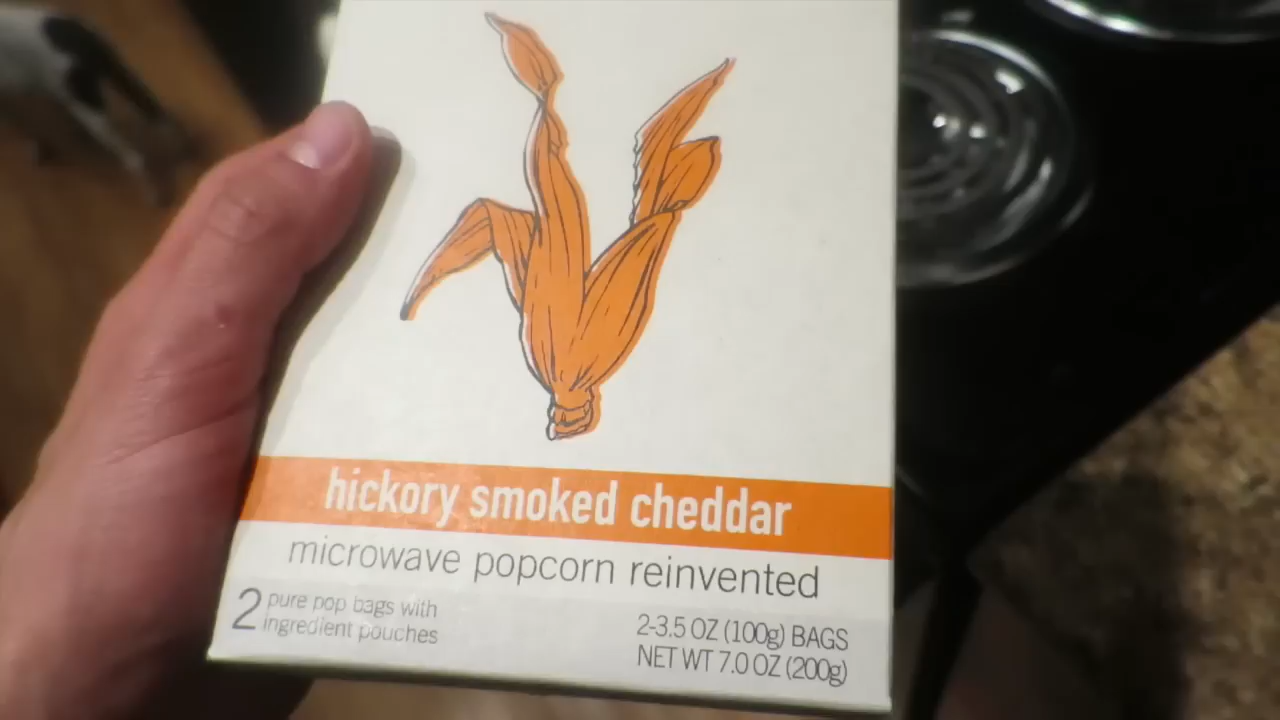 hickory smoked cheddar
microwave popcorn reinvented
2 pure pop bags with
ingredient pouches
2-3.5 OZ (100g) BAGS
NET WT 7.0 OZ (200g)